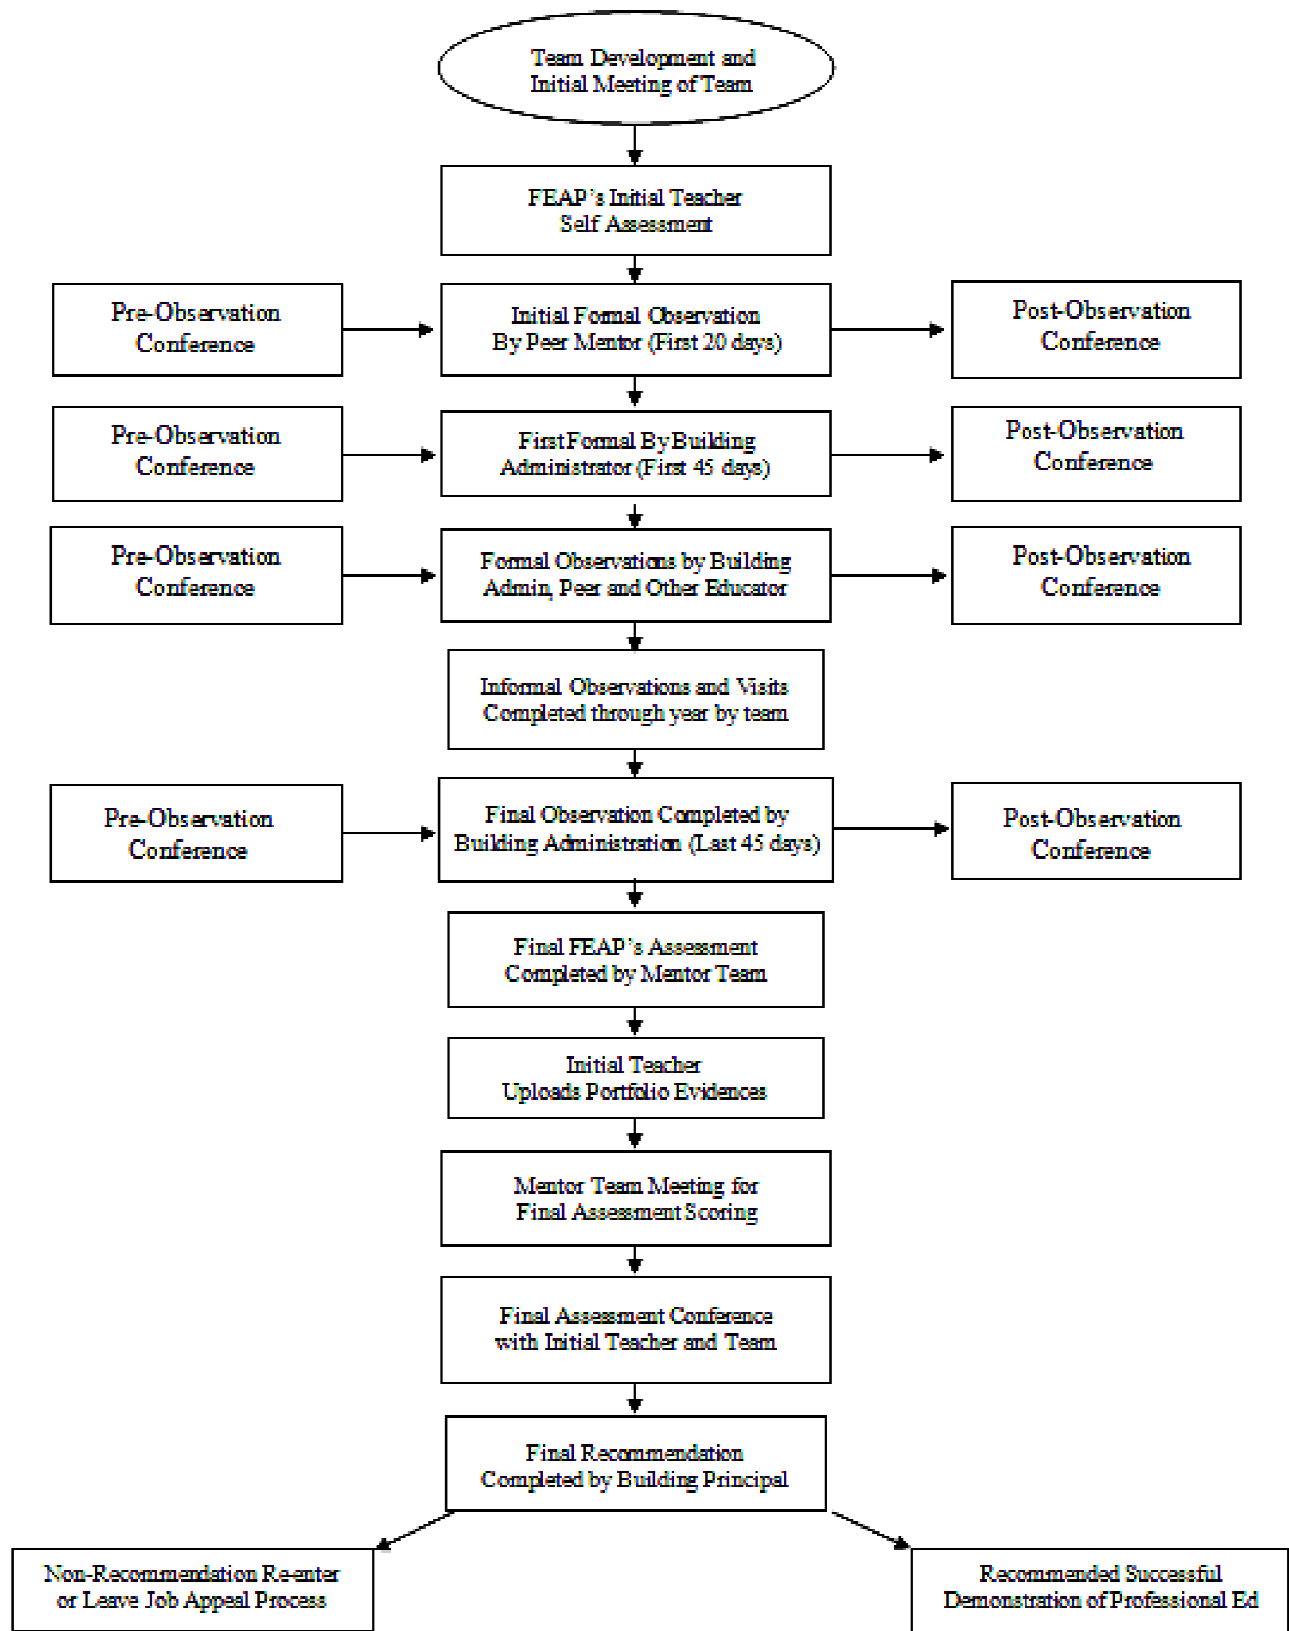 Team Development and
Initial Meeting of Team
FEAP's Initial Teacher
Self Assessment
Pre-Observation
Conference
Initial Formal Observation
By Peer Mentor (First 20 days)
Post-Observation
Conference
Pre-Observation
Conference
First Formal By Building
Administrator (First 45 days)
Post-Observation
Conference
Pre-Observation
Conference
Formal Observations by Building
Admin, Peer and Other Educator
Post-Observation
Conference
Informal Observations and Visits
Completed through year by team
Pre-Observation
Conference
Final Observation Completed by
Building Administration (Last 45 days)
Post-Observation
Conference
Final FEAP's Assessment
Completed by Mentor Team
Initial Teacher
Uploads Portfolio Evidences
Mentor Team Meeting for
Final Assessment Scoring
Final Assessment Conference
with Initial Teacher and Team
Final Recommendation
Completed by Building Principal
Non-Recommendation Re-enter
or Leave Job Appeal Process
Recommended Successful
Demonstration of Professional Ed